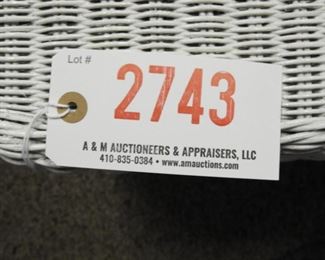 Lot #
2743
A & M AUCTIONEERS & APPRAISERS, LLC
410-835-0384 • www.amauctions.com